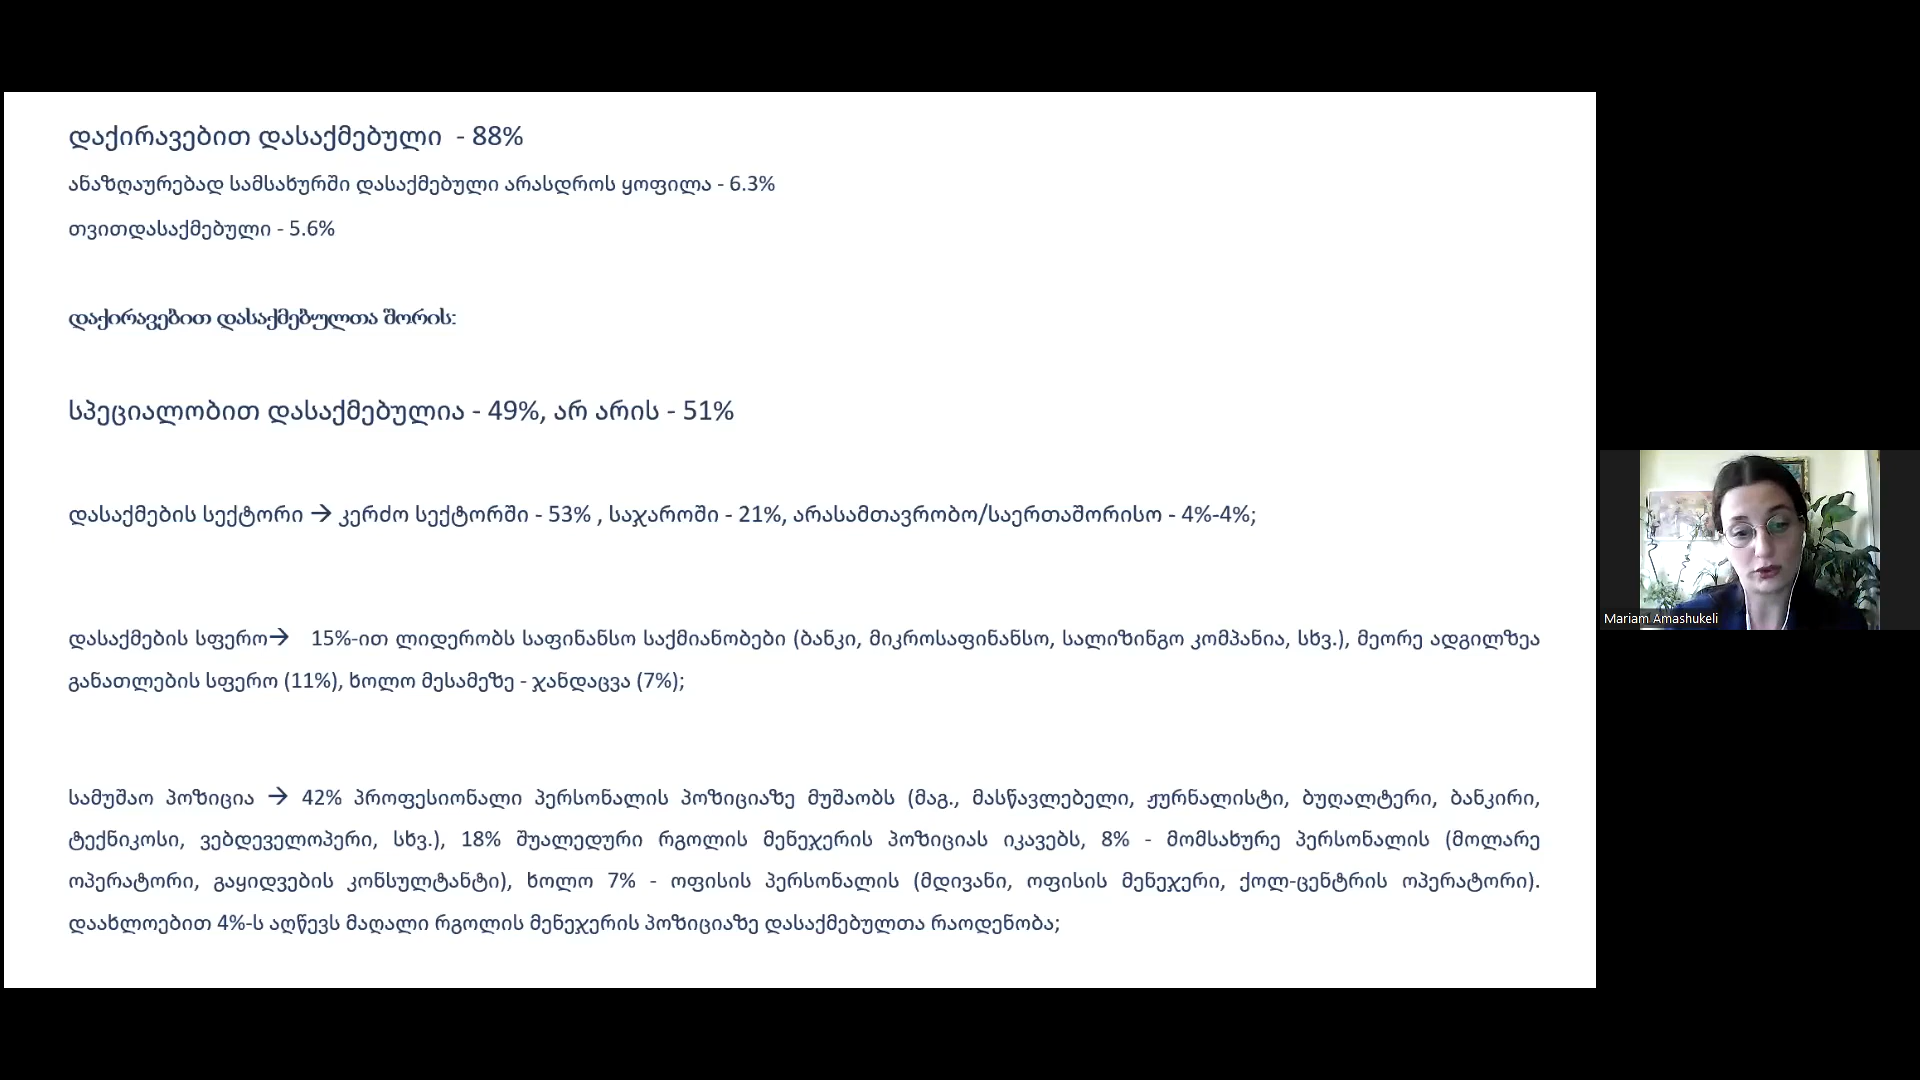 დაქირავებით დასაქმებული - 88%
ანაზღაურებად სამსახურში დასაქმებული არასდროს ყოფილა - 6.3%
თვითდასაქმებული - 5.6%
დაქირავებით დასაქმებულთა შორის:
სპეციალობით დასაქმებულია - 49%, არ არის - 51%
დასაქმების სექტორი → კერძო სექტორში - 53% , საჯაროში - 21%, არასამთავრობო/საერთაშორისო - 4%-4%;
დასაქმების სფერო→ 15%-ით ლიდერობს საფინანსო საქმიანობები (ბანკი, მიკროსაფინანსო, სალიზინგო კომპანია, სხვ.), მეორე ადგილზეა
განათლების სფერო (11%), ხოლო მესამეზე - ჯანდაცვა (7%);
სამუშაო პოზიცია → 42% პროფესიონალი პერსონალის პოზიციაზე მუშაობს (მაგ., მასწავლებელი, ჟურნალისტი, ბუღალტერი, ბანკირი,
ტექნიკოსი, ვებდეველოპერი, სხვ.), 18% შუალედური რგოლის მენეჯერის პოზიციას იკავებს, 8% - მომსახურე პერსონალის (მოლარე
ოპერატორი, გაყიდვების კონსულტანტი), ხოლო 7% - ოფისის პერსონალის (მდივანი, ოფისის მენეჯერი, ქოლ-ცენტრის ოპერატორი).
დაახლოებით 4%-ს აღწევს მაღალი რგოლის მენეჯერის პოზიციაზე დასაქმებულთა რაოდენობა;
Mariam Amashukeli